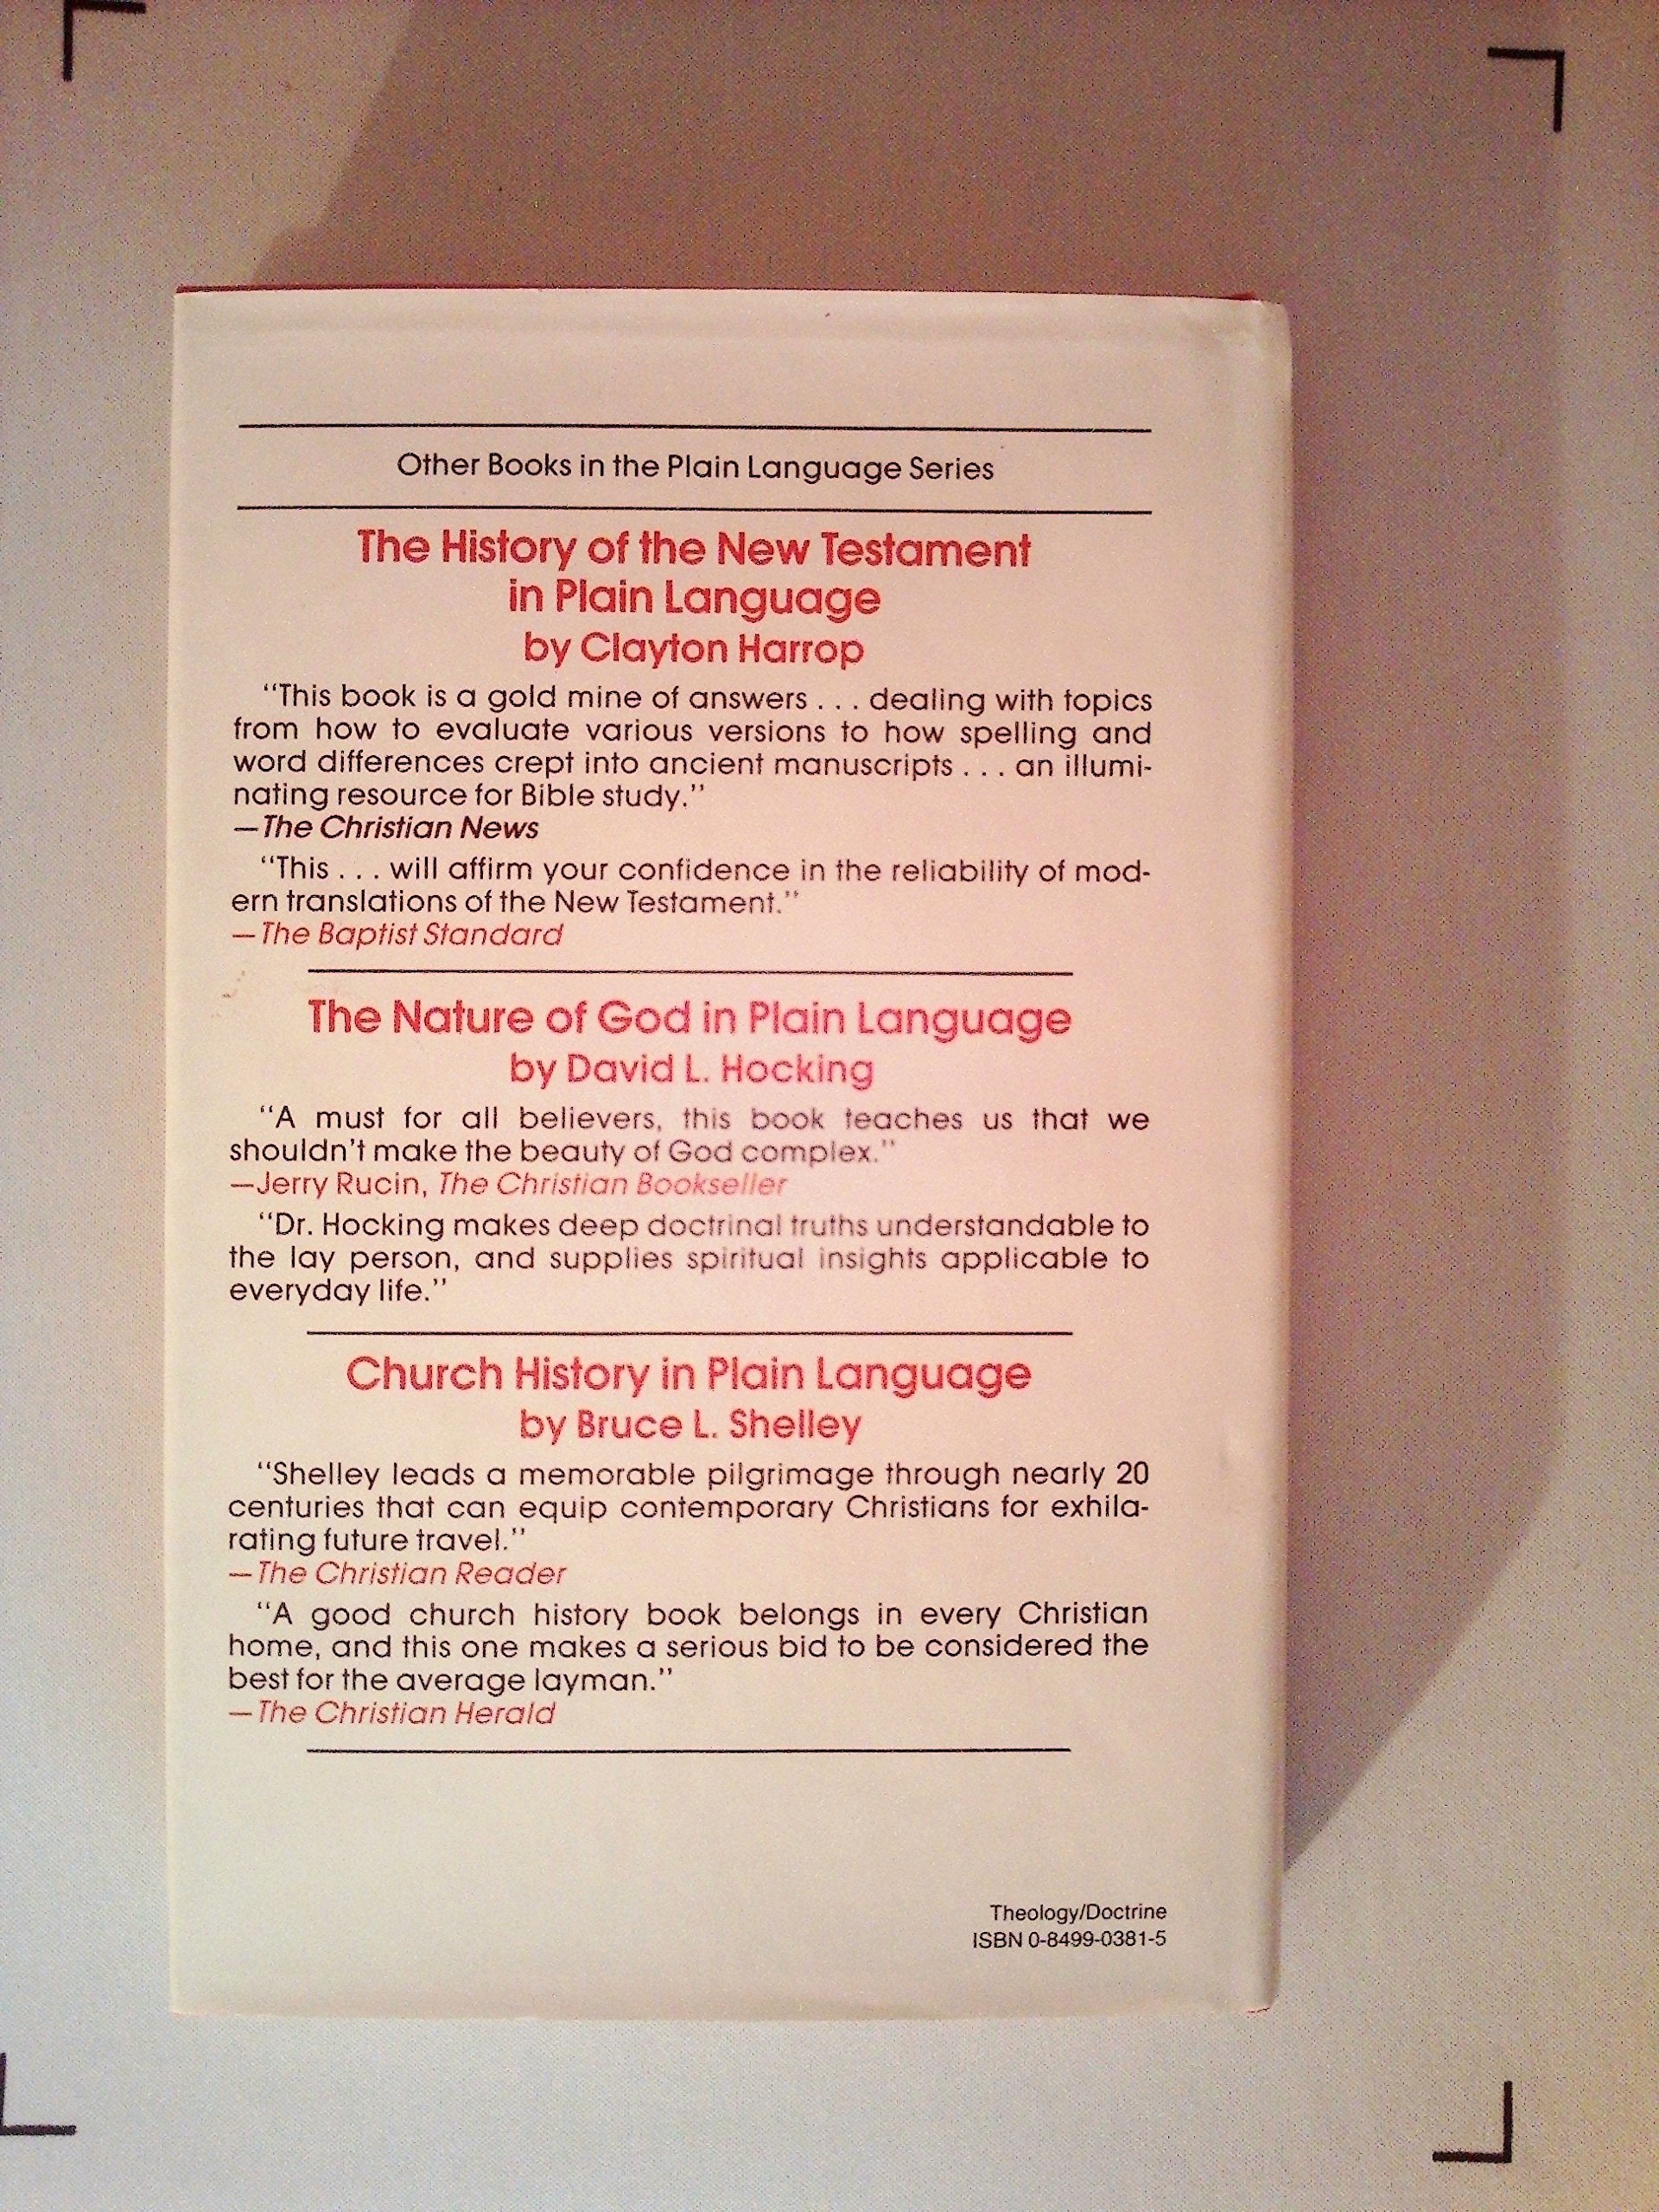 Other Books in the Plain Language Series
The History of the New Testament
in Plain Language
by Clayton Harrop
"This book is a gold mine of answers . . . dealing with topics
from how to evaluate various versions to how spelling and
word differences crept into ancient manuscripts . . . an illumi-
nating resource for Bible study."
—The Christian News
"This . . . will affirm your confidence in the reliability of mod-
ern translations of the New Testament."
—The Baptist Standard
The Nature of God in Plain Language
by David L. Hocking
"A must for all believers, this book teaches us that we
shouldn't make the beauty of God complex."
—Jerry Rucin, The Christian Bookseller
"Dr. Hocking makes deep doctrinal truths understandable to
the lay person, and supplies spiritual insights applicable to
everyday life."
Church History in Plain Language
by Bruce L. Shelley
"Shelley leads a memorable pilgrimage through nearly 20
centuries that can equip contemporary Christians for exhila-
rating future travel."
—The Christian Reader
"A good church history book belongs in every Christian
home, and this one makes a serious bid to be considered the
best for the average layman."
—The Christian Herald
Theology/Doctrine
ISBN 0-8499-0381-5